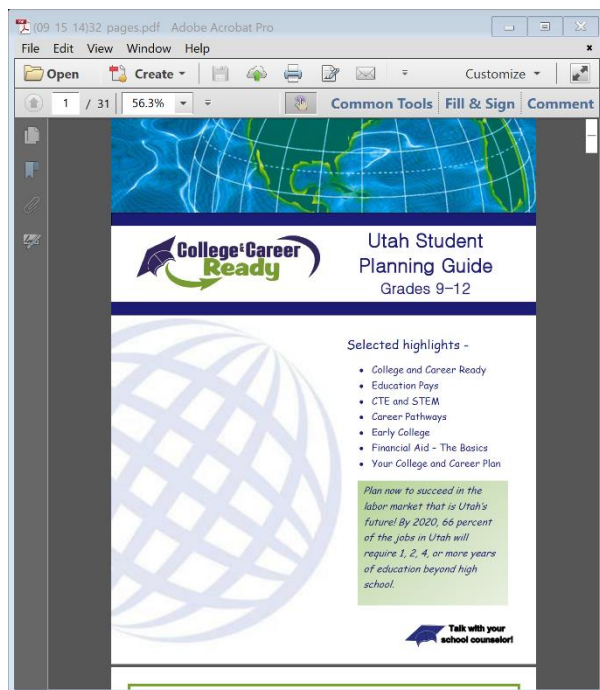 (09 15 14)32 pages.pdf Adobe Acrobat Pro
File Edit View Window Help
Open Create Customize
1 / 31 56.3% Common Tools Fill & Sign Comment
College & Career
Ready
Utah Student
Planning Guide
Grades 9-12
Selected highlights -
• College and Career Ready
• Education Pays
• CTE and STEM
• Career Pathways
• Early College
• Financial Aid - The Basics
• Your College and Career Plan
Plan now to succeed in the
labor market that is Utah's
future! By 2020, 66 percent
of the jobs in Utah will
require 1, 2, 4, or more years
of education beyond high
school.
Talk with your
school counselor!